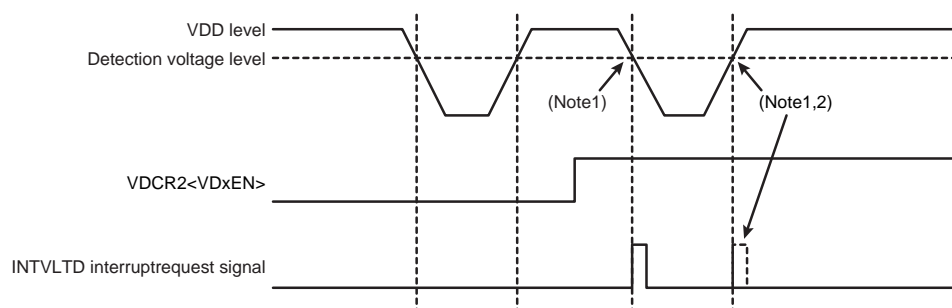 VDD level
Detection voltage level
(Note1)
(Note1,2)
VDCR2<VDxEN>
INTVLTD interruptrequest signal